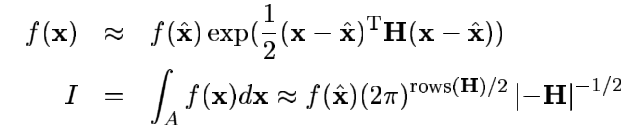 f(𝐱) ≈ f(𝐱̂) exp(1/2 (𝐱 − 𝐱̂)ᵀ𝐇(𝐱 − 𝐱̂))
I = ∫_A f(𝐱)d𝐱 ≈ f(𝐱̂)(2π)^{rows(𝐇)/2} |−𝐇|^{−1/2}